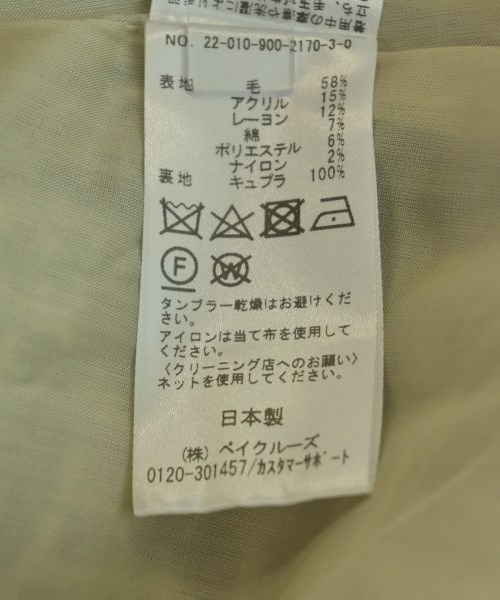 NO. 22-010-900-2170-3-0
表地 毛 58%
アクリル 15%
レーヨン 12%
綿 7%
ポリエステル 6%
ナイロン 2%
裏地 キュプラ 100%
F W
タンブラー乾燥はお避けくだ
さい。
アイロンは当て布を使用して
ください。
〈クリーニング店へのお願い〉
ネットを使用してください。
日本製
(株) ベイクルーズ
0120-301457/カスタマーサポート